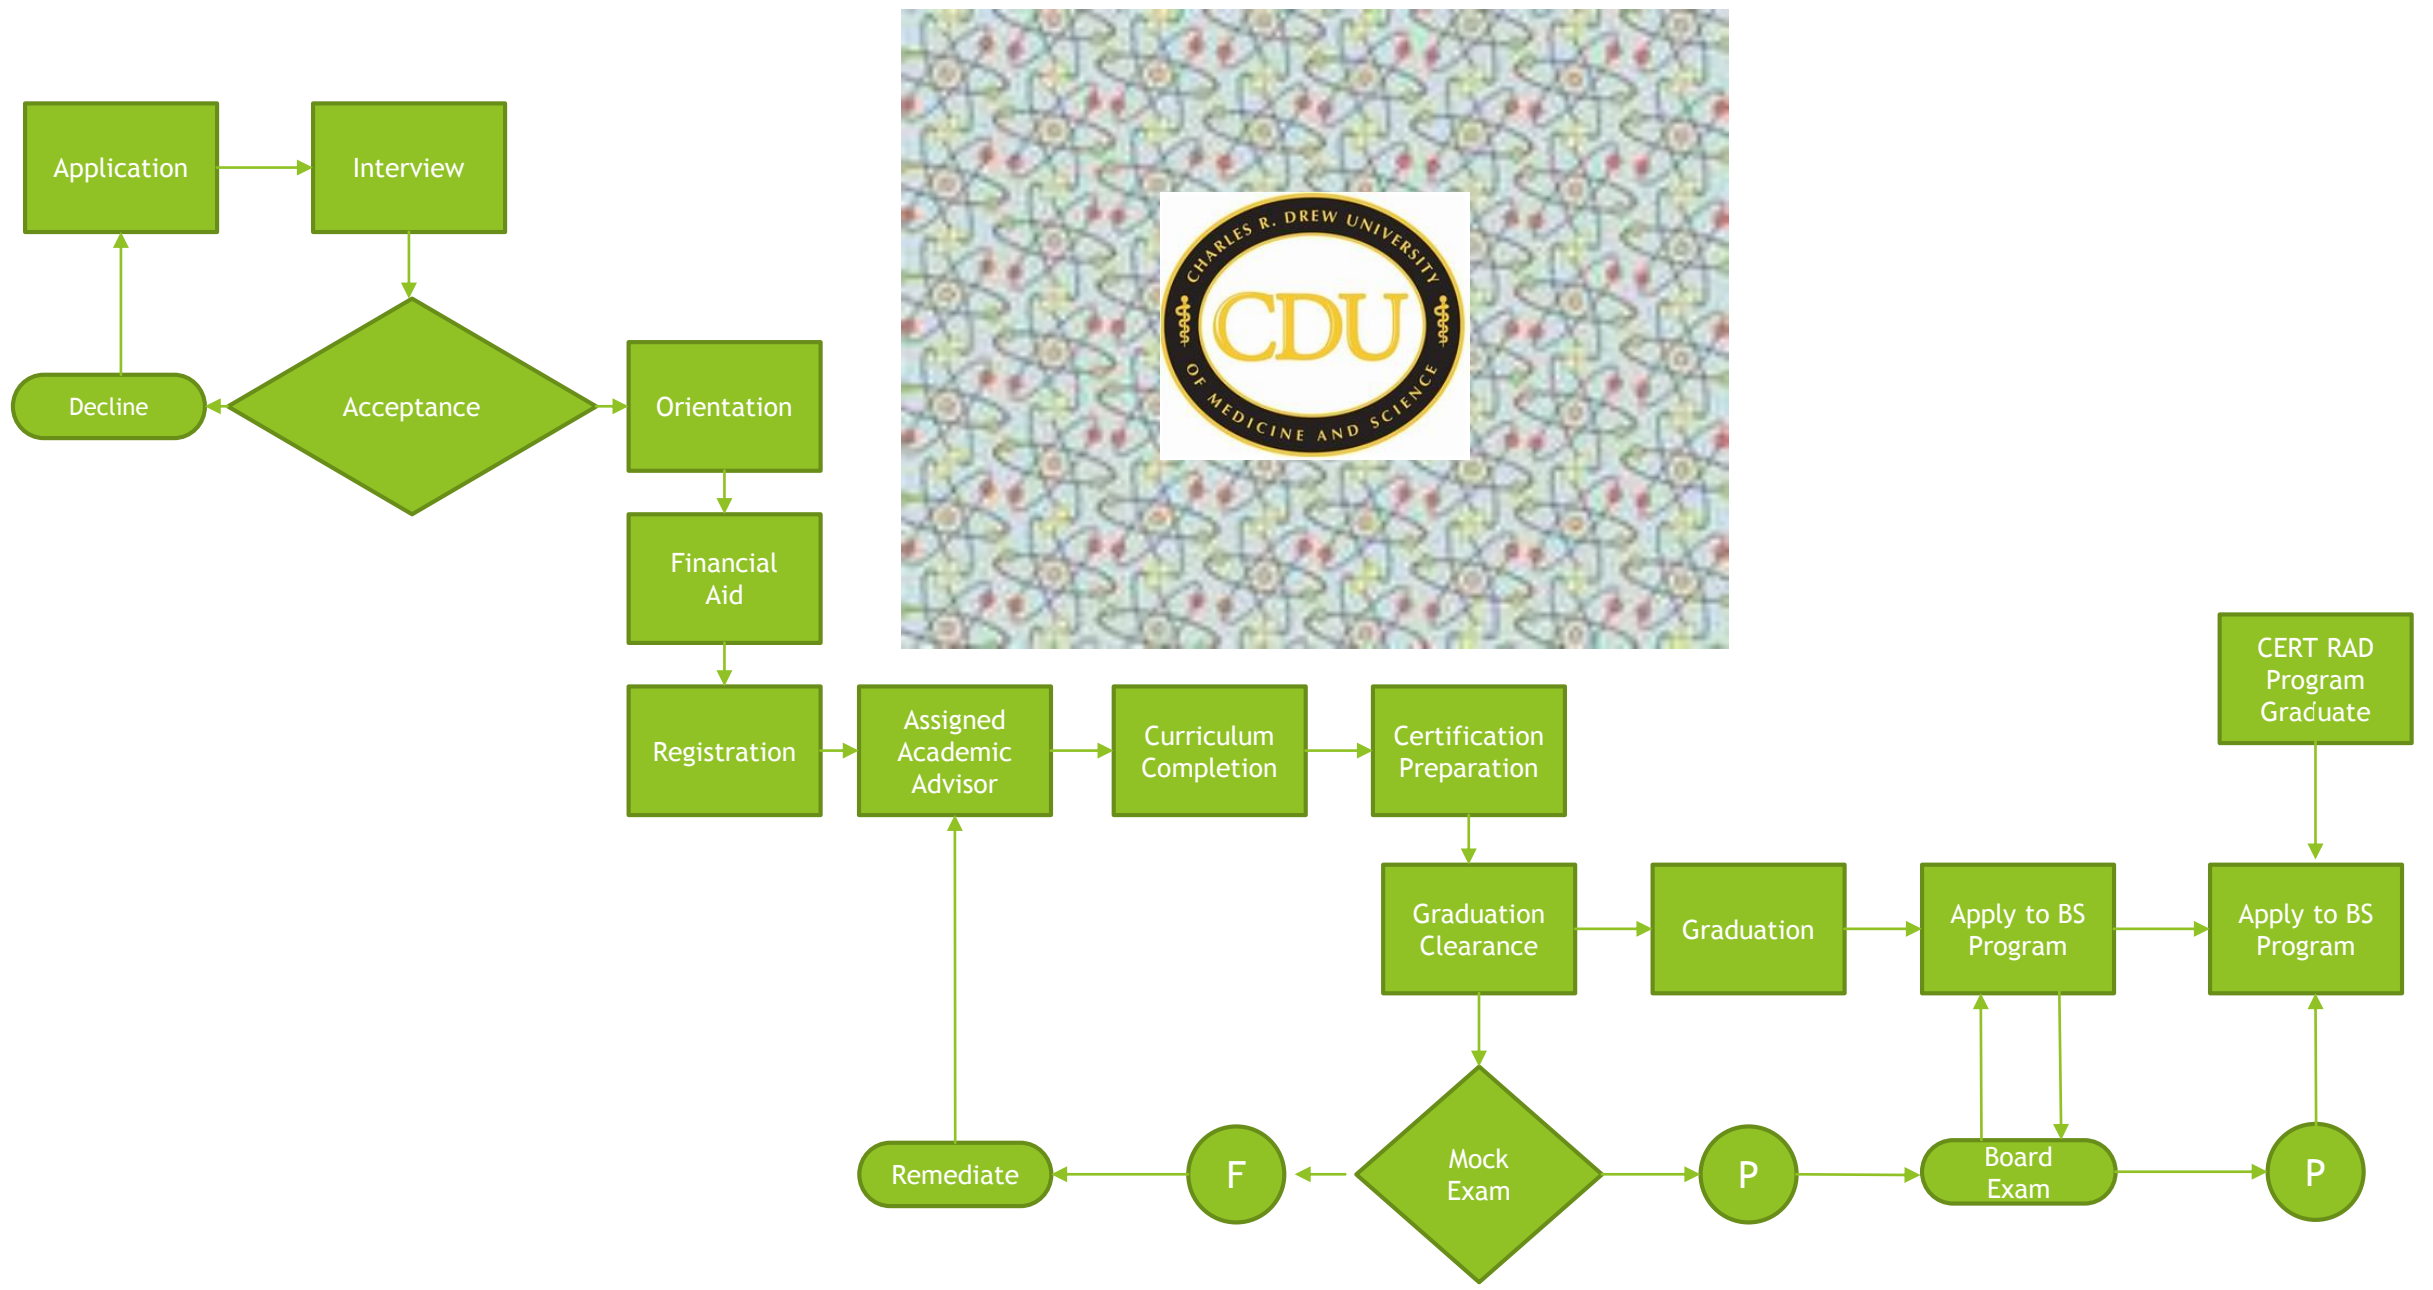 Application
Interview
Decline
Acceptance
Orientation
Financial
Aid
Registration
CHARLES R. DREW UNIVERSITY
CDU
OF MEDICINE AND SCIENCE
Assigned
Academic
Advisor
Curriculum
Completion
Certification
Preparation
CERT RAD
Program
Graduate
Graduation
Clearance
Graduation
Apply to BS
Program
Apply to BS
Program
Remediate
F
Mock
Exam
P
Board
Exam
P